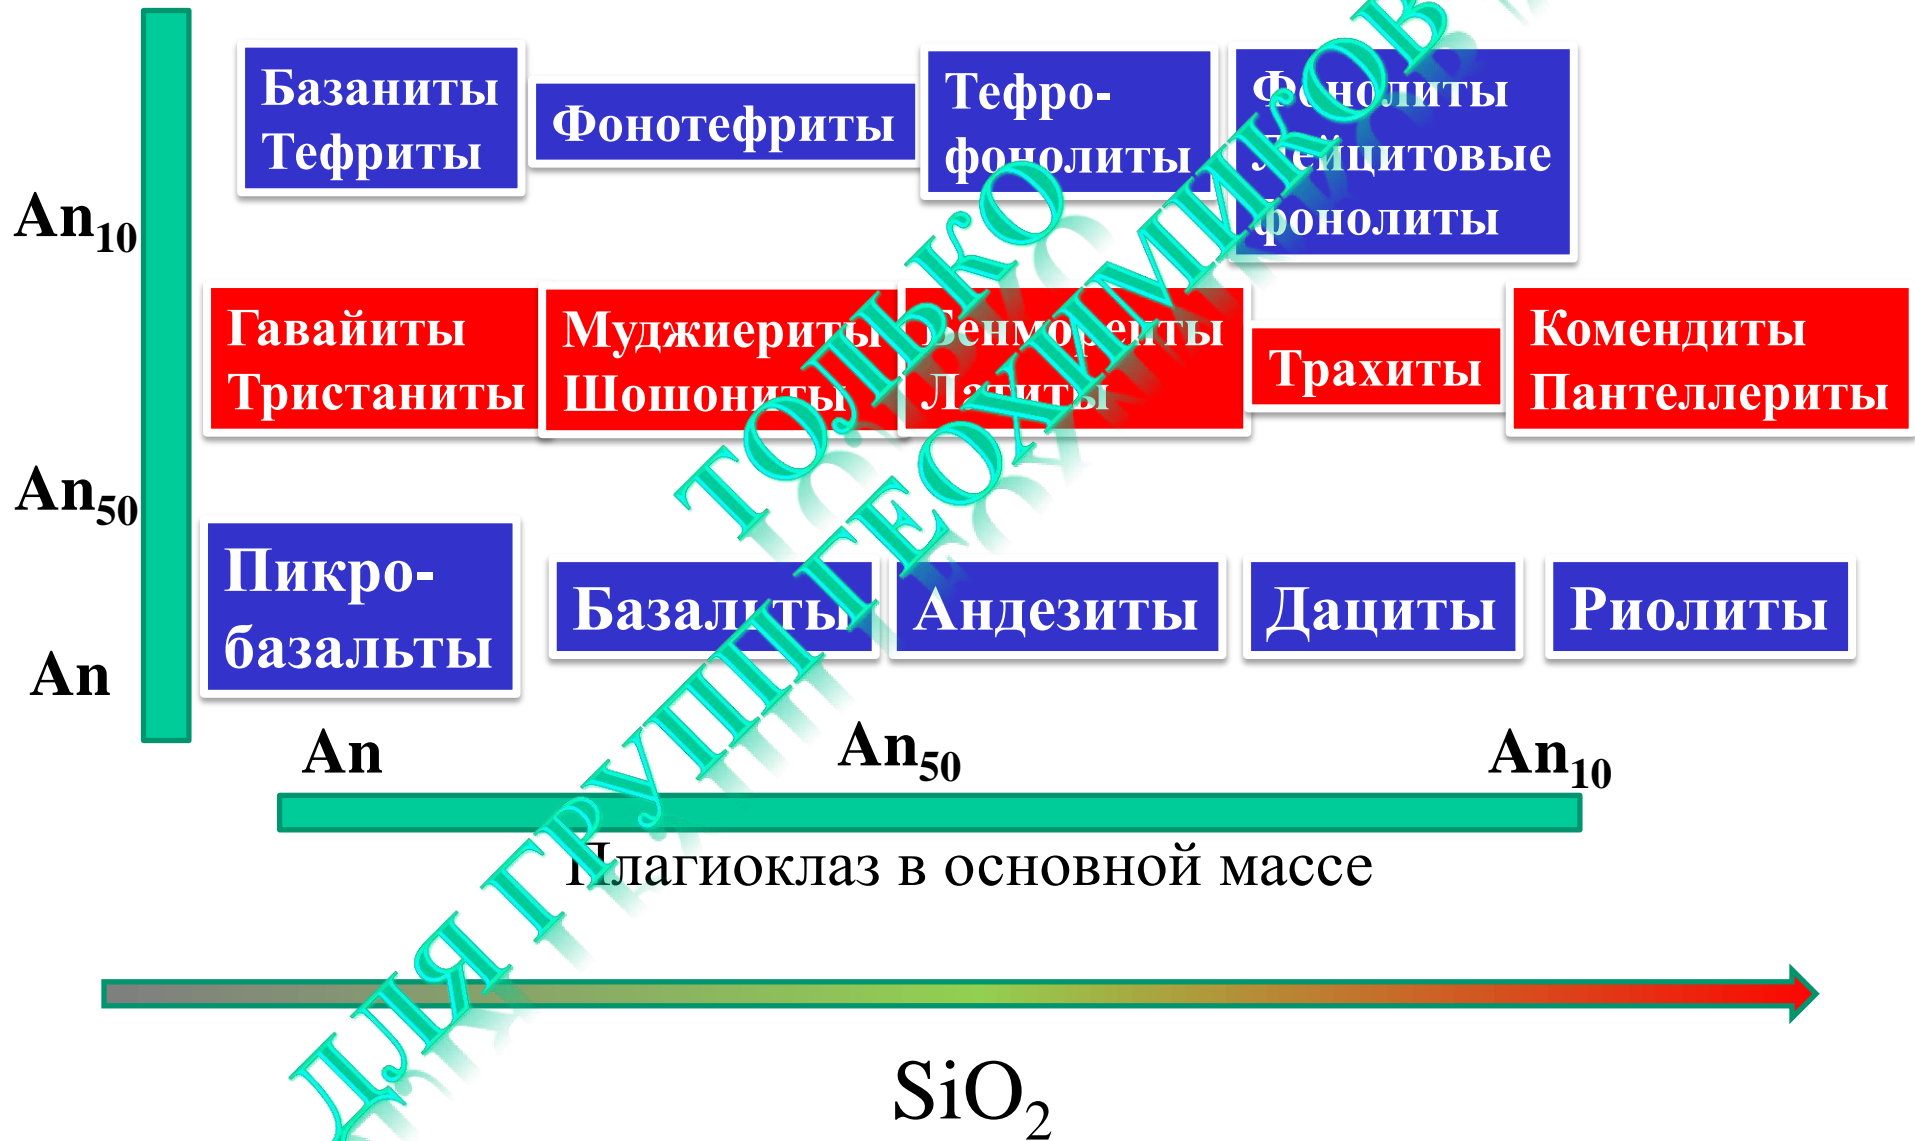 Базаниты
Тефриты
Фонотефриты
Тефро-
фонолиты
Фонолиты
Лейцитовые
фонолиты
An10
Гавайиты
Тристаниты
Муджиериты
Шошониты
Бенмореиты
Латиты
Трахиты
Комендиты
Пантеллериты
An50
Пикро-
базальты
Базальты
Андезиты
Дациты
Риолиты
An
An
An50
An10
Плагиоклаз в основной массе
SiO2
ТОЛЬКО
ДЛЯ ГРУПП ГЕОХИМИКОВ